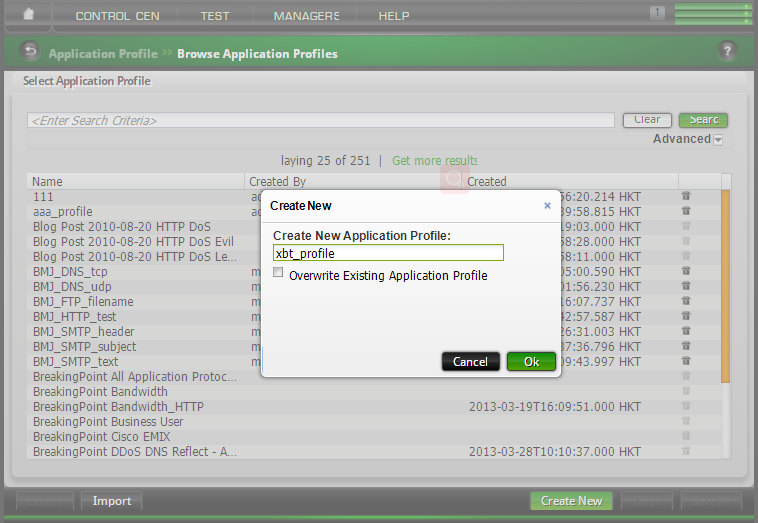 CONTROL CEN TEST MANAGERS HELP 1
Application Profile >> Browse Application Profiles ?
Select Application Profile
<Enter Search Criteria> Clear Searc
Advanced
laying 25 of 251 | Get more results
Name Created By Created
111 56:20.214 HKT
aaa_profile 39:58.815 HKT
Blog Post 2010-08-20 HTTP DoS 19:03.000 HKT
Blog Post 2010-08-20 HTTP DoS Evil 58:28.000 HKT
Blog Post 2010-08-20 HTTP DoS Le... 58:11.000 HKT
BMJ_DNS_tcp m 05:00.590 HKT
BMJ_DNS_udp m 01:56.230 HKT
BMJ_FTP_filename m 16:07.737 HKT
BMJ_HTTP_test m 42:57.587 HKT
BMJ_SMTP_header m 26:31.003 HKT
BMJ_SMTP_subject m 37:36.796 HKT
BMJ_SMTP_text m 09:43.997 HKT
BreakingPoint All Application Protoc...
BreakingPoint Bandwidth
BreakingPoint Bandwidth_HTTP 2013-03-19T16:09:51.000 HKT
BreakingPoint Business User
BreakingPoint Cisco EMIX
BreakingPoint DDoS DNS Reflect - A... 2013-03-28T10:10:37.000 HKT
Create New ×
Create New Application Profile:
xbt_profile
Overwrite Existing Application Profile
Cancel Ok
Import Create New